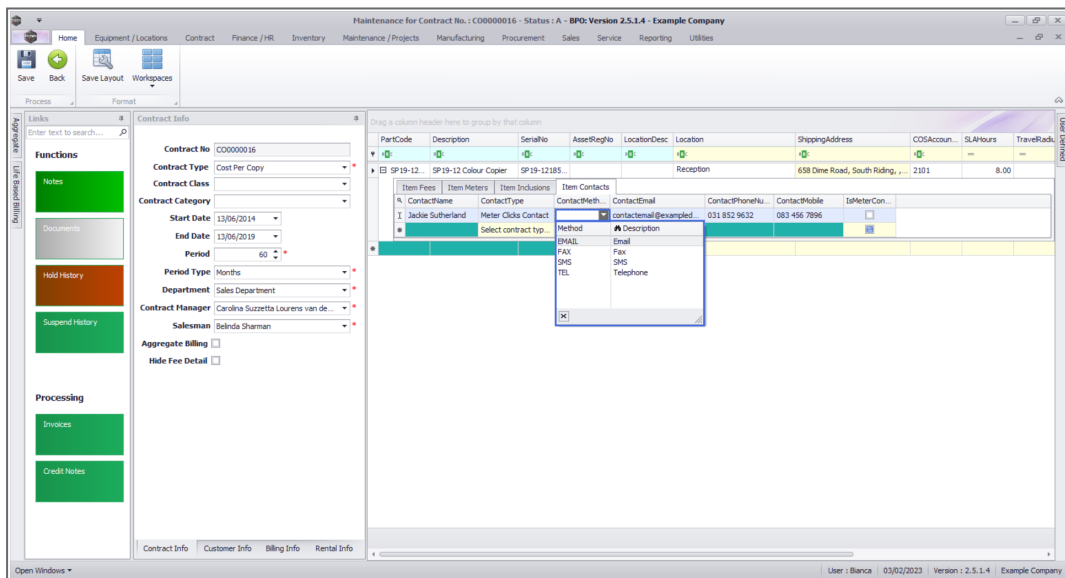 Maintenance for Contract No. : CO0000016 - Status : A - BPO: Version 2.5.1.4 - Example Company
Home Equipment / Locations Contract Finance / HR Inventory Maintenance / Projects Manufacturing Procurement Sales Service Reporting Utilities
Save Back Save Layout Workspaces
Process Format
Aggregate
Life Based Billing
Links
Enter text to search...
Functions
Notes
Documents
Hold History
Suspend History
Processing
Invoices
Credit Notes
Contract Info
Contract No CO0000016
Contract Type Cost Per Copy *
Contract Class
Contract Category
Start Date 13/06/2014
End Date 13/06/2019
Period 60 *
Period Type Months *
Department Sales Department *
Contract Manager Carolina Suzzetta Lourens van de... *
Salesman Belinda Sharman *
Aggregate Billing
Hide Fee Detail
Contract Info Customer Info Billing Info Rental Info
Drag a column header here to group by that column
PartCode Description SerialNo AssetRegNo LocationDesc Location ShippingAddress COSAccoun... SLAHours TravelRadiu
SP19-12... SP19-12 Colour Copier SP19-12185... Reception 658 Dime Road, South Riding, ,... 2101 8.00
Item Fees Item Meters Item Inclusions Item Contacts
ContactName ContactType ContactMeth... ContactEmail ContactPhoneNu... ContactMobile IsMeterCon...
Jackie Sutherland Meter Clicks Contact contactemail@exampled... 031 852 9632 083 456 7896
Select contract typ...
Method Description
EMAIL Email
FAX Fax
SMS SMS
TEL Telephone
User Defined
Open Windows
User : Bianca 03/02/2023 Version : 2.5.1.4 Example Company